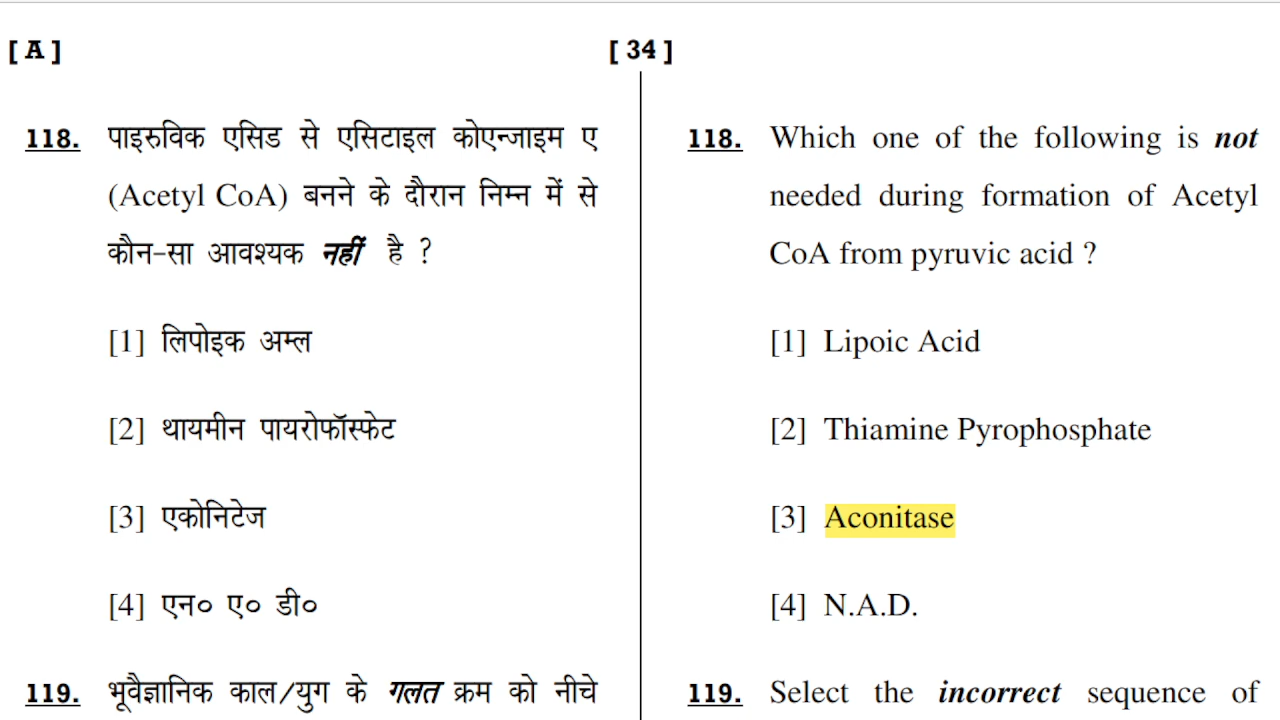 [ A ]
[ 34 ]
118. पाइरुविक एसिड से एसिटाइल कोएन्जाइम ए
(Acetyl CoA) बनने के दौरान निम्न में से
कौन-सा आवश्यक नहीं है ?
[1] लिपोइक अम्ल
[2] थायमीन पायरोफॉस्फेट
[3] एकोनिटेज
[4] एन० ए० डी०
119. भूवैज्ञानिक काल/युग के गलत क्रम को नीचे
118. Which one of the following is not
needed during formation of Acetyl
CoA from pyruvic acid ?
[1] Lipoic Acid
[2] Thiamine Pyrophosphate
[3] Aconitase
[4] N.A.D.
119. Select the incorrect sequence of